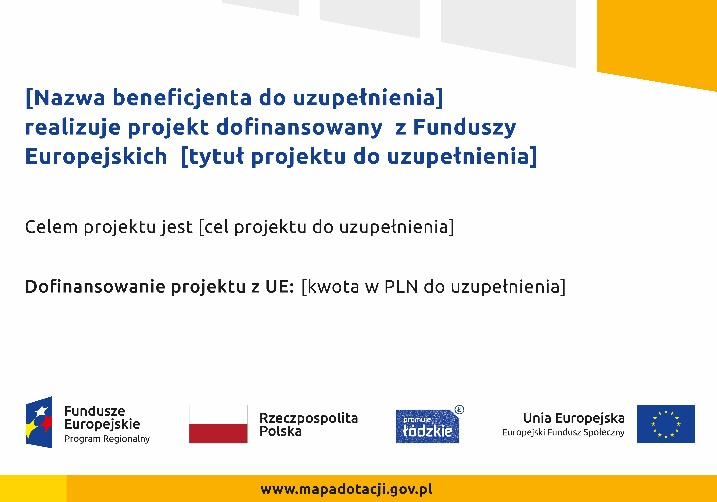 [Nazwa beneficjenta do uzupełnienia]
realizuje projekt dofinansowany z Funduszy
Europejskich [tytuł projektu do uzupełnienia]
Celem projektu jest [cel projektu do uzupełnienia]
Dofinansowanie projektu z UE: [kwota w PLN do uzupełnienia]
Fundusze
Europejskie
Program Regionalny
Rzeczpospolita
Polska
promuje
łódzkie
Ł
Unia Europejska
Europejski Fundusz Społeczny
www.mapadotacji.gov.pl